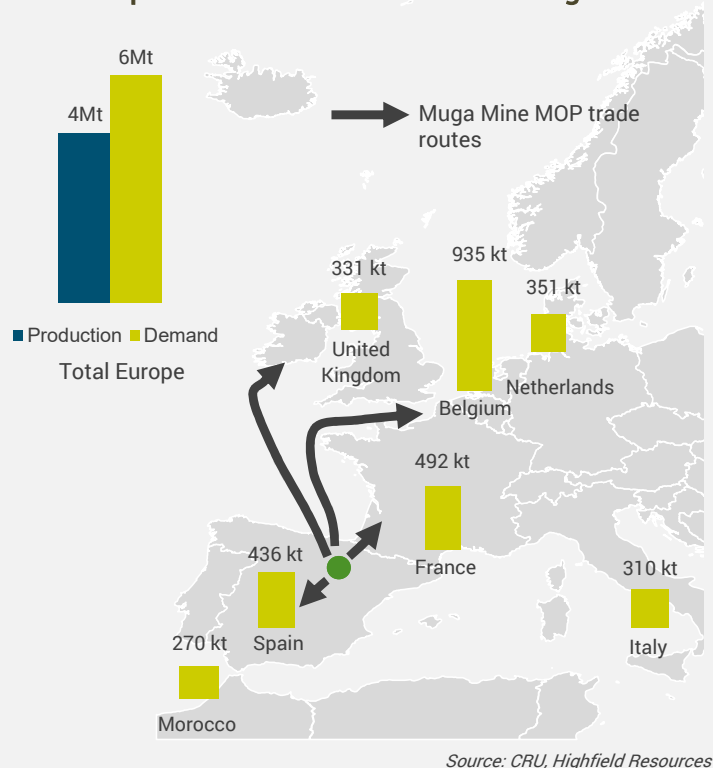 6Mt
4Mt
Muga Mine MOP trade
routes
Production Demand
Total Europe
935 kt
331 kt
351 kt
United
Kingdom
Netherlands
Belgium
492 kt
France
436 kt
Spain
310 kt
Italy
270 kt
Morocco
Source: CRU, Highfield Resources